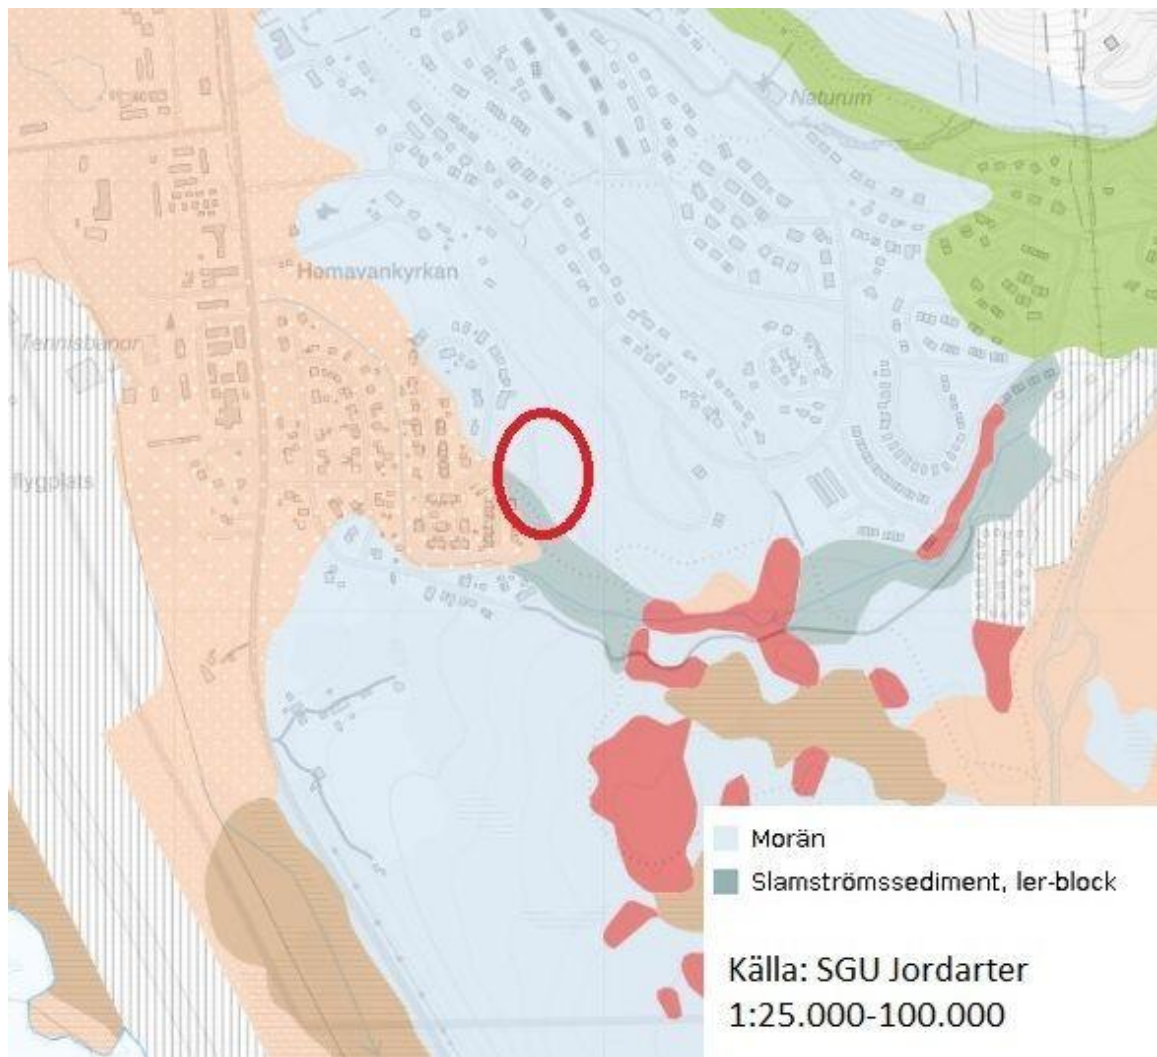 Naturum
Hemavankyrkan
Tennisbanor
flygplats
Morän
Slamströmssediment, ler-block
Källa: SGU Jordarter
1:25.000-100.000